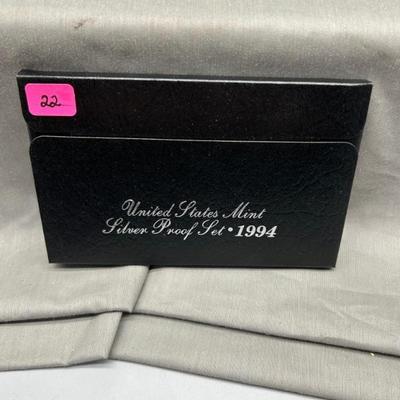 22
United States Mint
Silver Proof Set • 1994